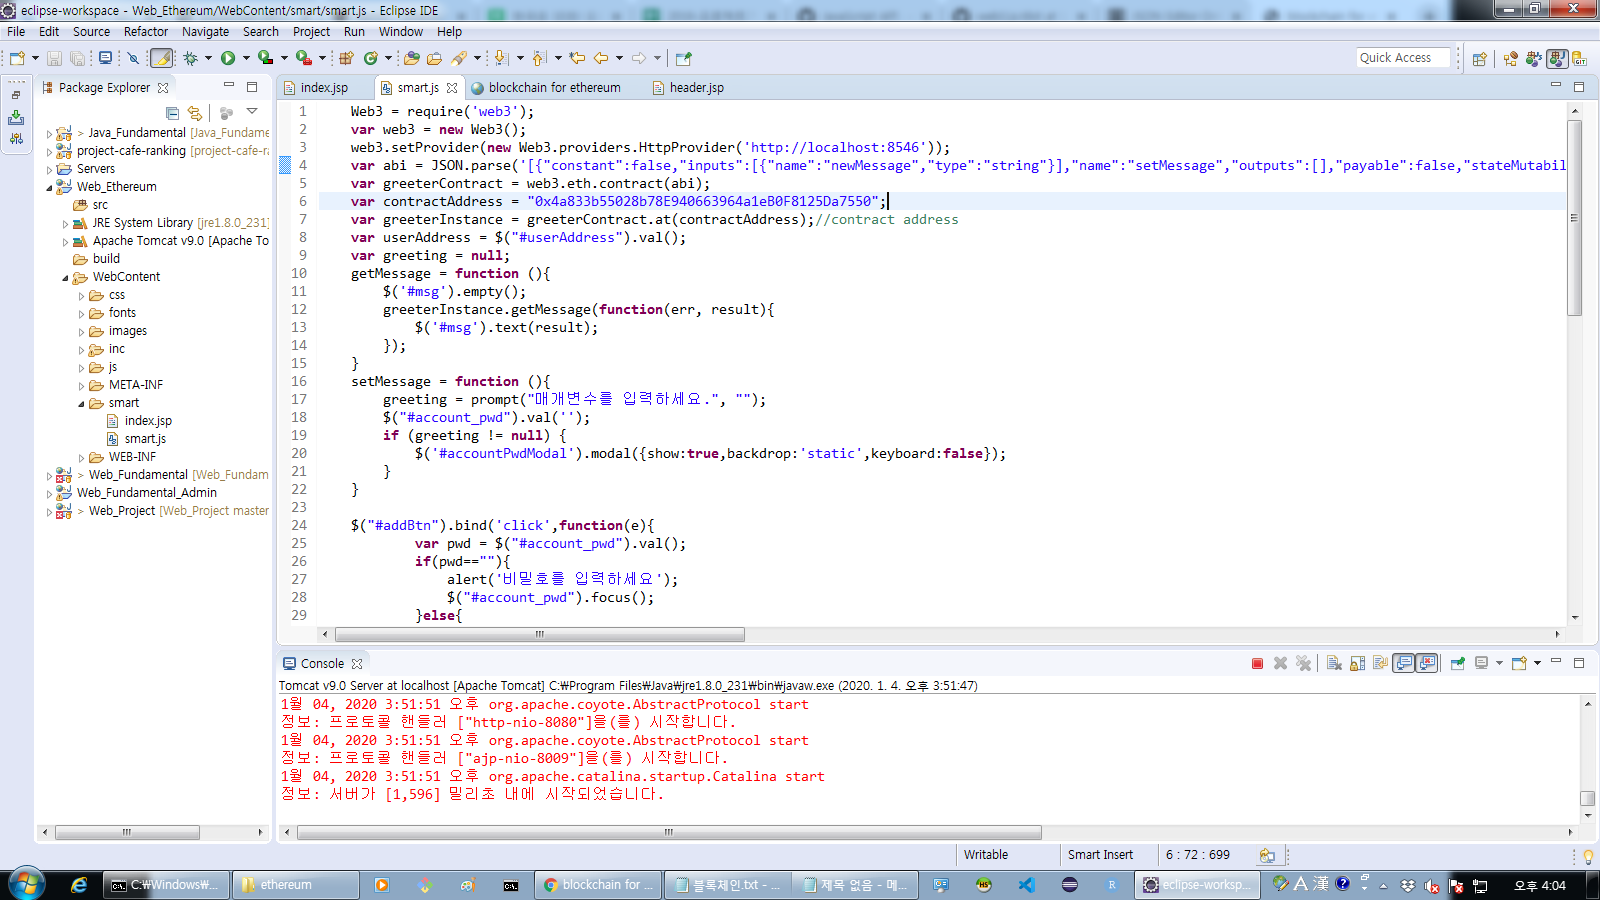 eclipse-workspace - Web_Ethereum/WebContent/smart/smart.js - Eclipse IDE
File Edit Source Refactor Navigate Search Project Run Window Help
Quick Access
Package Explorer
index.jsp smart.js blockchain for ethereum header.jsp
> Java_Fundamental [Java_Fundame
project-cafe-ranking [project-cafe-r
Servers
Web_Ethereum
src
JRE System Library [jre1.8.0_231]
Apache Tomcat v9.0 [Apache To
build
WebContent
css
fonts
images
inc
js
META-INF
smart
index.jsp
smart.js
WEB-INF
> Web_Fundamental [Web_Fundam
Web_Fundamental_Admin
> Web_Project [Web_Project master
1 Web3 = require('web3');
2 var web3 = new Web3();
3 web3.setProvider(new Web3.providers.HttpProvider('http://localhost:8546'));
4 var abi = JSON.parse('[{"constant":false,"inputs":[{"name":"newMessage","type":"string"}],"name":"setMessage","outputs":[],"payable":false,"stateMutabil
5 var greeterContract = web3.eth.contract(abi);
6 var contractAddress = "0x4a833b55028b78E940663964a1eB0F8125Da7550";
7 var greeterInstance = greeterContract.at(contractAddress);//contract address
8 var userAddress = $("#userAddress").val();
9 var greeting = null;
10 getMessage = function (){
11 $('#msg').empty();
12 greeterInstance.getMessage(function(err, result){
13 $('#msg').text(result);
14 });
15 }
16 setMessage = function (){
17 greeting = prompt("매개변수를 입력하세요.", "");
18 $("#account_pwd").val('');
19 if (greeting != null) {
20 $('#accountPwdModal').modal({show:true,backdrop:'static',keyboard:false});
21 }
22 }
23
24 $("#addBtn").bind('click',function(e){
25 var pwd = $("#account_pwd").val();
26 if(pwd==""){
27 alert('비밀호를 입력하세요');
28 $("#account_pwd").focus();
29 }else{
Console
Tomcat v9.0 Server at localhost [Apache Tomcat] C:₩Program Files₩Java₩jre1.8.0_231₩bin₩javaw.exe (2020. 1. 4. 오후 3:51:47)
1월 04, 2020 3:51:51 오후 org.apache.coyote.AbstractProtocol start
정보: 프로토콜 핸들러 ["http-nio-8080"]을(를) 시작합니다.
1월 04, 2020 3:51:51 오후 org.apache.coyote.AbstractProtocol start
정보: 프로토콜 핸들러 ["ajp-nio-8009"]을(를) 시작합니다.
1월 04, 2020 3:51:51 오후 org.apache.catalina.startup.Catalina start
정보: 서버가 [1,596] 밀리초 내에 시작되었습니다.
Writable Smart Insert 6 : 72 : 699
C:₩Windows₩... ethereum blockchain for ... 블록체인.txt - ... 제목 없음 - 메... eclipse-worksp... A 漢 오후 4:04